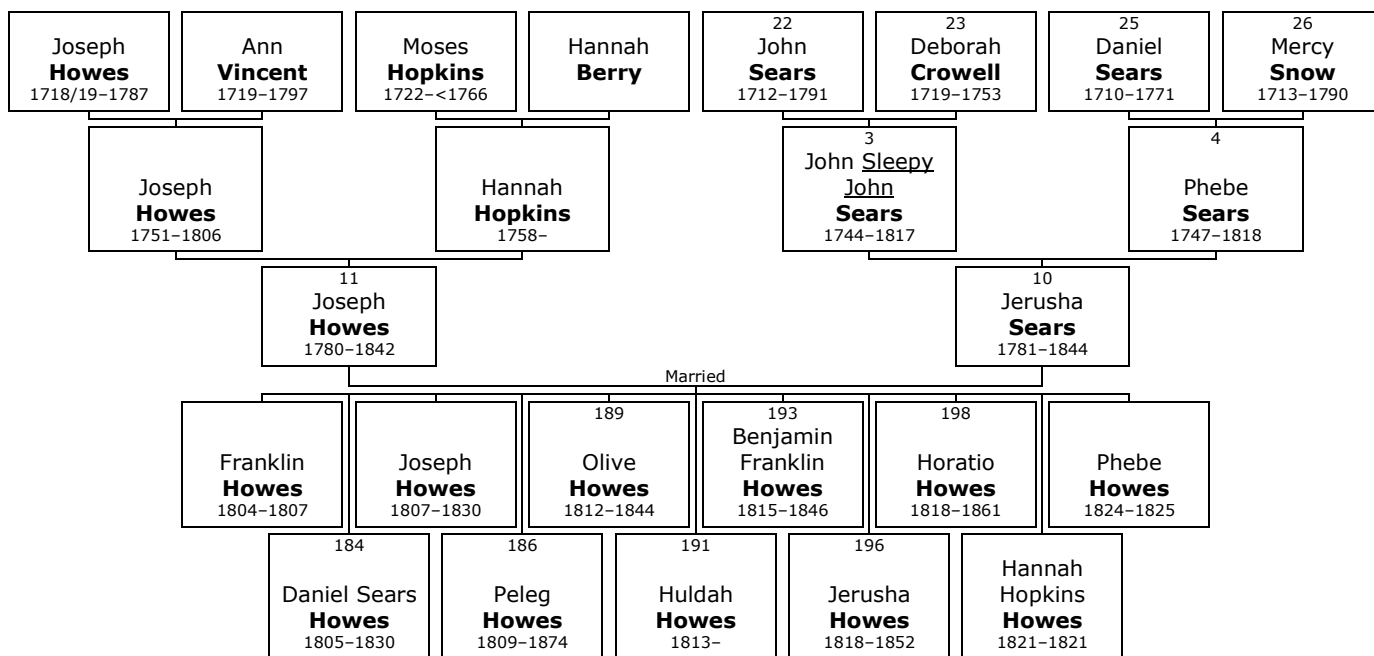 Joseph
Howes
1718/19–1787
Ann
Vincent
1719–1797
Moses
Hopkins
1722–<1766
Hannah
Berry
22
John
Sears
1712–1791
23
Deborah
Crowell
1719–1753
25
Daniel
Sears
1710–1771
26
Mercy
Snow
1713–1790
Joseph
Howes
1751–1806
Hannah
Hopkins
1758–
3
John Sleepy
John
Sears
1744–1817
4
Phebe
Sears
1747–1818
11
Joseph
Howes
1780–1842
10
Jerusha
Sears
1781–1844
Married
Franklin
Howes
1804–1807
Joseph
Howes
1807–1830
189
Olive
Howes
1812–1844
193
Benjamin
Franklin
Howes
1815–1846
198
Horatio
Howes
1818–1861
Phebe
Howes
1824–1825
184
Daniel Sears
Howes
1805–1830
186
Peleg
Howes
1809–1874
191
Huldah
Howes
1813–
196
Jerusha
Howes
1818–1852
Hannah
Hopkins
Howes
1821–1821